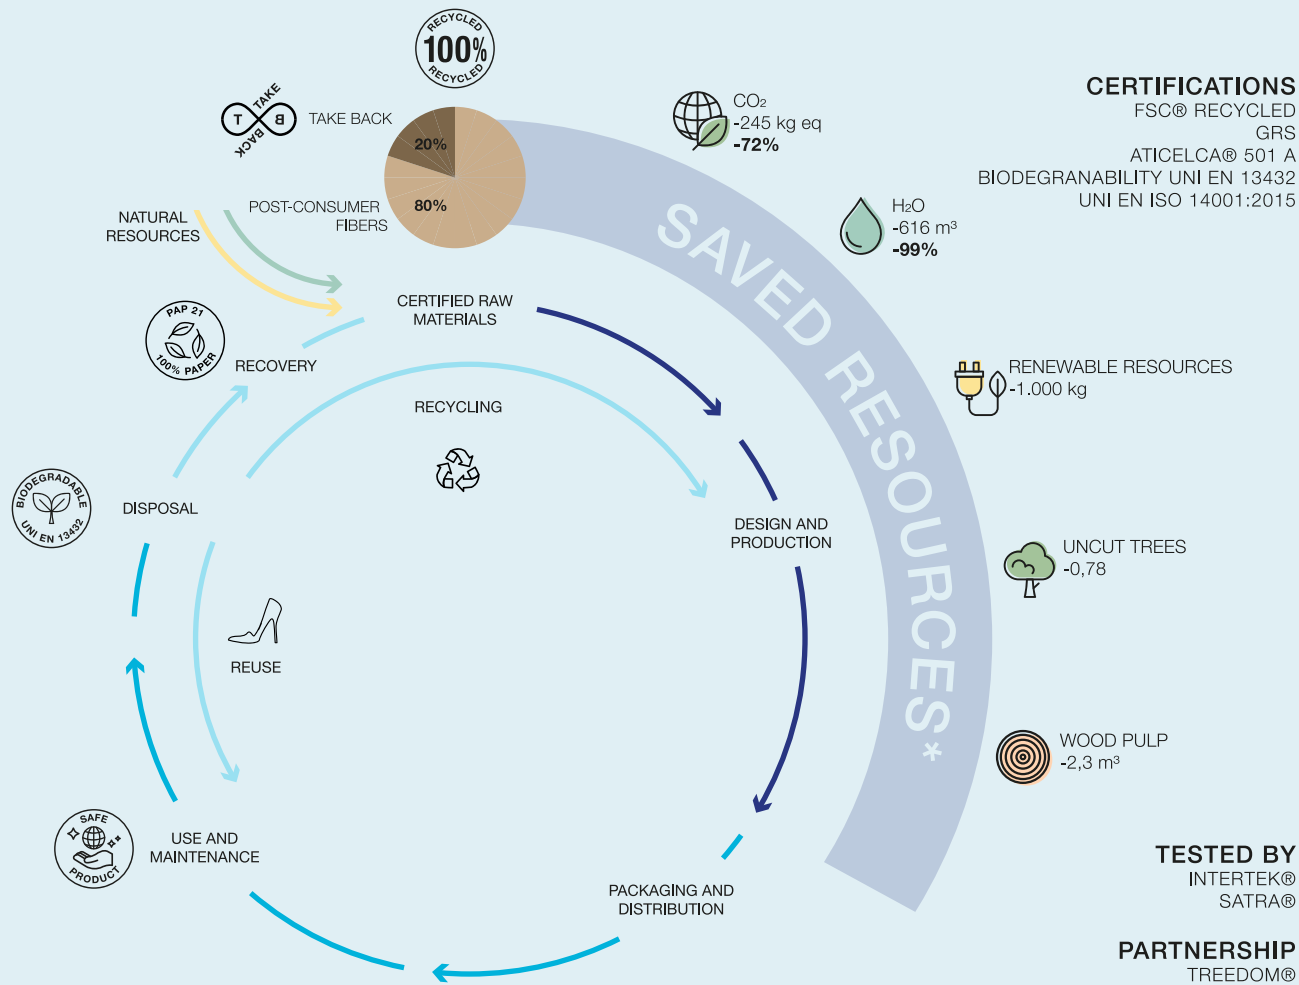 RECYCLED
100%
RECYCLED
TAKE
T B
BACK
TAKE BACK
20%
POST-CONSUMER
FIBERS
80%
NATURAL
RESOURCES
CO₂
-245 kg eq
-72%
CERTIFICATIONS
FSC® RECYCLED
GRS
ATICELCA® 501 A
BIODEGRANABILITY UNI EN 13432
UNI EN ISO 14001:2015
H₂O
-616 m³
-99%
SAVED RESOURCES*
CERTIFIED RAW
MATERIALS
PAP 21
100% PAPER
RECOVERY
RECYCLING
RENEWABLE RESOURCES
-1.000 kg
BIODEGRADABLE
UNI EN 13432
DISPOSAL
DESIGN AND
PRODUCTION
UNCUT TREES
-0,78
REUSE
WOOD PULP
-2,3 m³
SAFE
PRODUCT
USE AND
MAINTENANCE
PACKAGING AND
DISTRIBUTION
TESTED BY
INTERTEK®
SATRA®
PARTNERSHIP
TREEDOM®